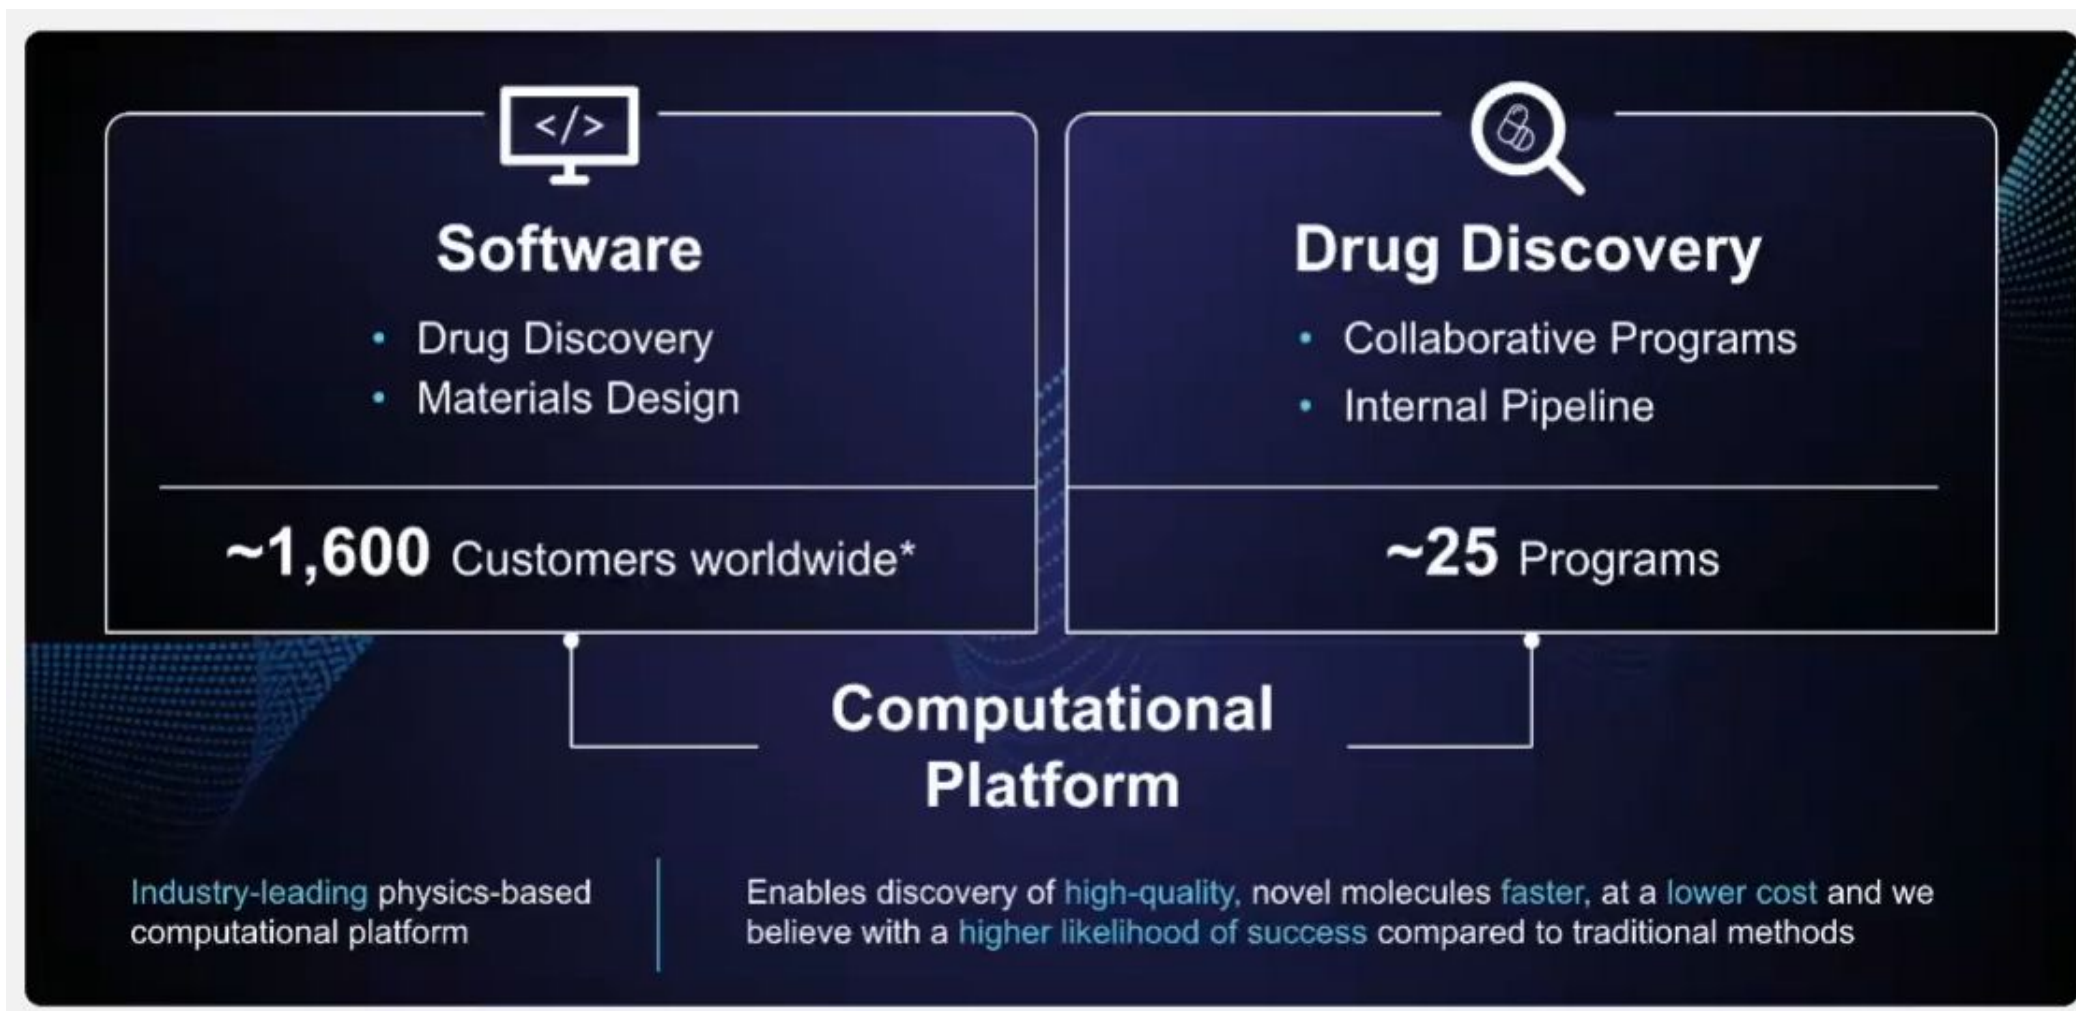 </>
Software
• Drug Discovery
• Materials Design
~1,600 Customers worldwide*
Drug Discovery
• Collaborative Programs
• Internal Pipeline
~25 Programs
Computational
Platform
Industry-leading physics-based
computational platform
Enables discovery of high-quality, novel molecules faster, at a lower cost and we
believe with a higher likelihood of success compared to traditional methods